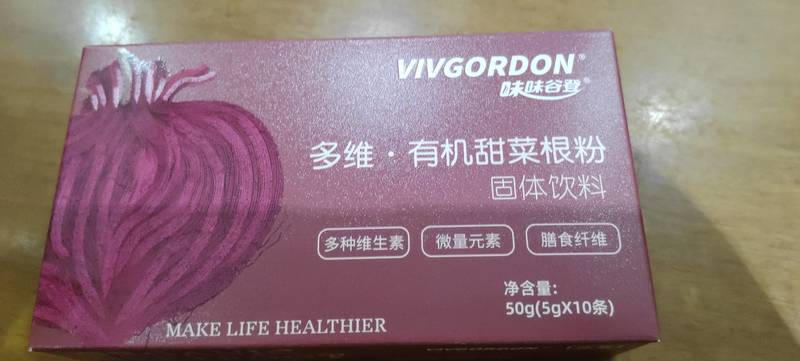 VIVGORDON®
味味谷登®
多维·有机甜菜根粉
固体饮料
多种维生素 微量元素 膳食纤维
净含量:
50g(5gX10条)
MAKE LIFE HEALTHIER